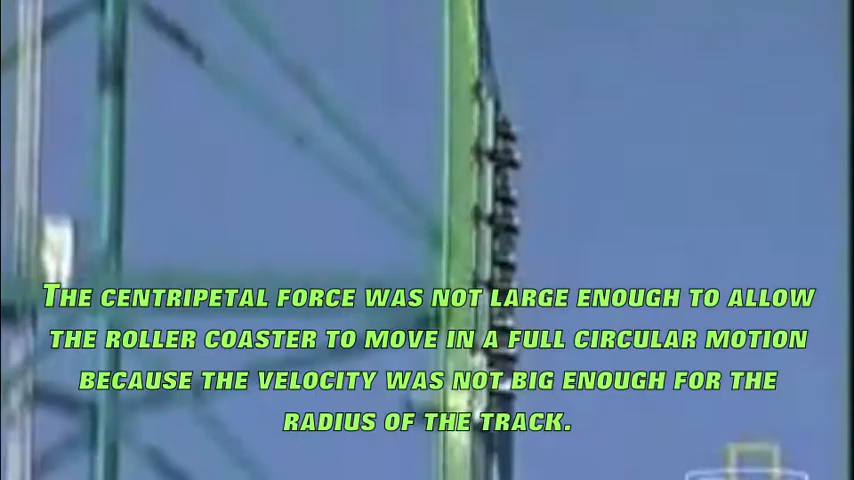 The centripetal force was not large enough to allow
the roller coaster to move in a full circular motion
because the velocity was not big enough for the
radius of the track.